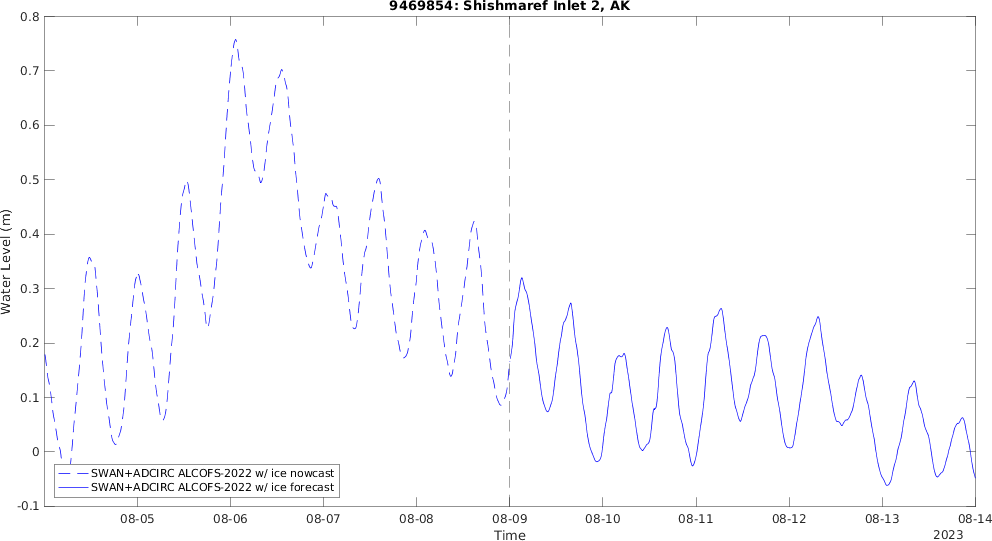 9469854: Shishmaref Inlet 2, AK
0.8
0.7
0.6
0.5
0.4
0.3
0.2
0.1
0
-0.1
Water Level (m)
SWAN+ADCIRC ALCOFS-2022 w/ ice nowcast
SWAN+ADCIRC ALCOFS-2022 w/ ice forecast
08-05 08-06 08-07 08-08 08-09 08-10 08-11 08-12 08-13 08-14
Time
2023